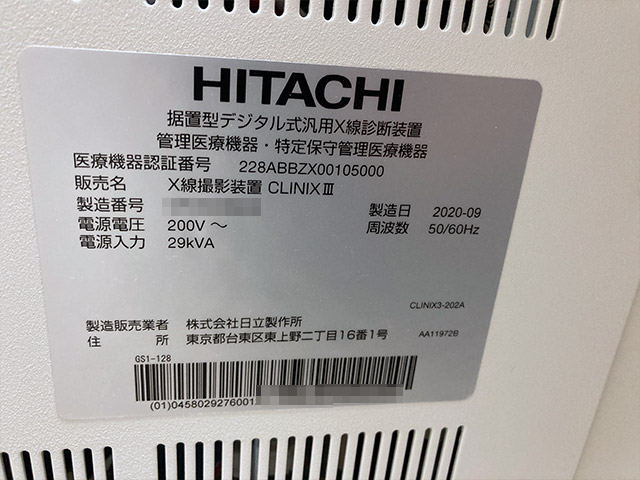 HITACHI
据置型デジタル式汎用X線診断装置
管理医療機器・特定保守管理医療機器
医療機器認証番号 228ABBZX00105000
販売名 X線撮影装置 CLINIXⅢ
製造番号 製造日 2020-09
電源電圧 200V～ 周波数 50/60Hz
電源入力 29kVA
CLINIX3-202A
製造販売業者 株式会社日立製作所
住所 東京都台東区東上野二丁目16番1号 AA11972B
GS1-128
(01)0458029276001